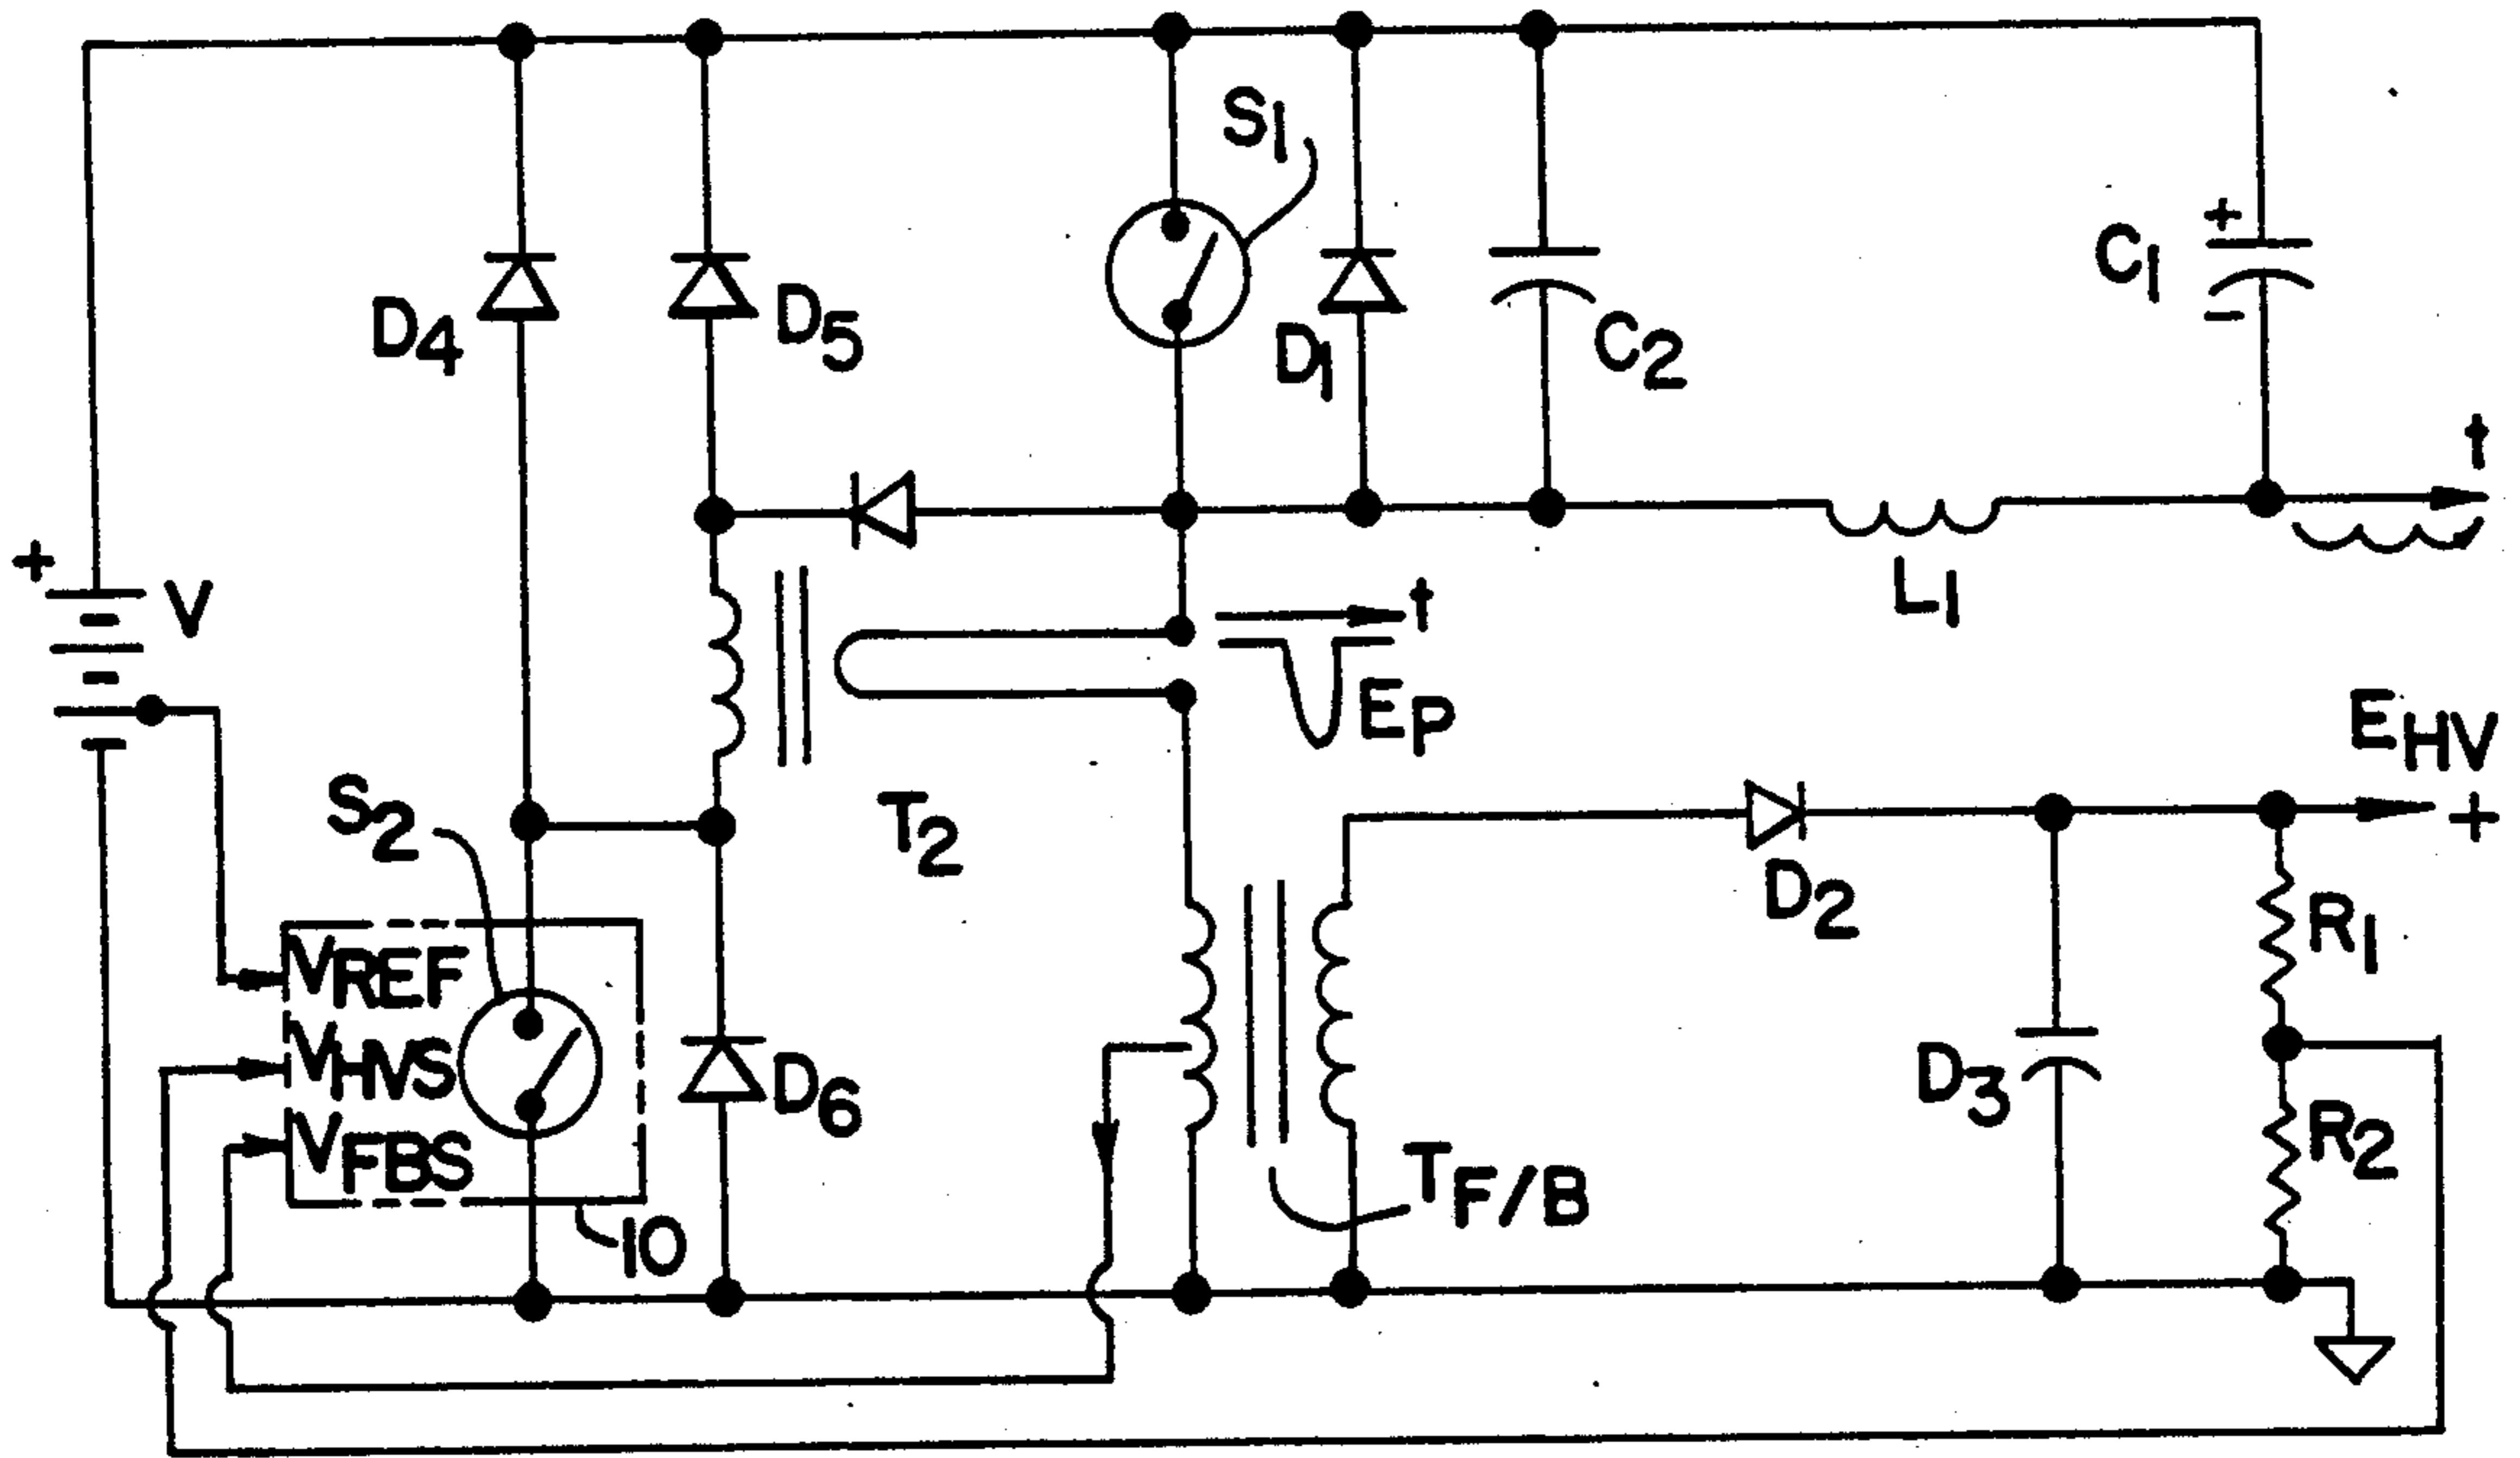 S1
C1
+
-
D4
D5
D1
C2
t
+
V
t
L1
EP
EHV
+
S2
T2
D2
VREF
R1
VHVS
D6
D3
VFBS
R2
TF/B
10